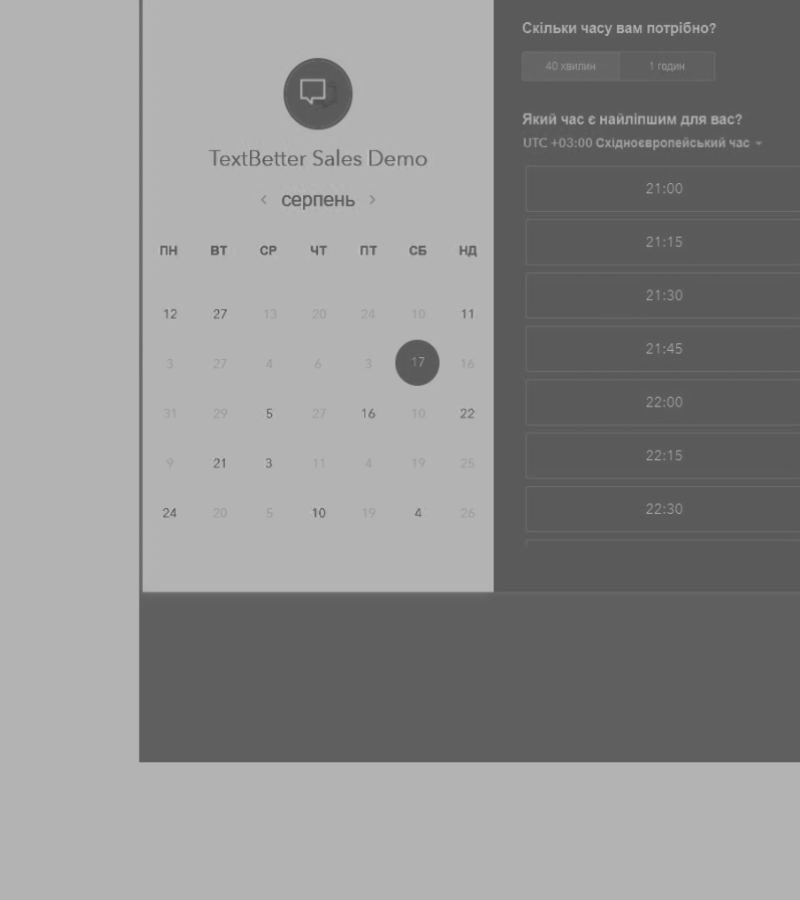 Скільки часу вам потрібно?
40 хвилин 1 годин
TextBetter Sales Demo
‹ серпень ›
ПН ВТ СР ЧТ ПТ СБ НД
12 27 13 20 24 10 11
3 27 4 6 3 17 16
31 29 5 27 16 10 22
9 21 3 11 4 19 25
24 20 5 10 19 4 26
Який час є найліпшим для вас?
UTC +03:00 Східноєвропейський час
21:00
21:15
21:30
21:45
22:00
22:15
22:30